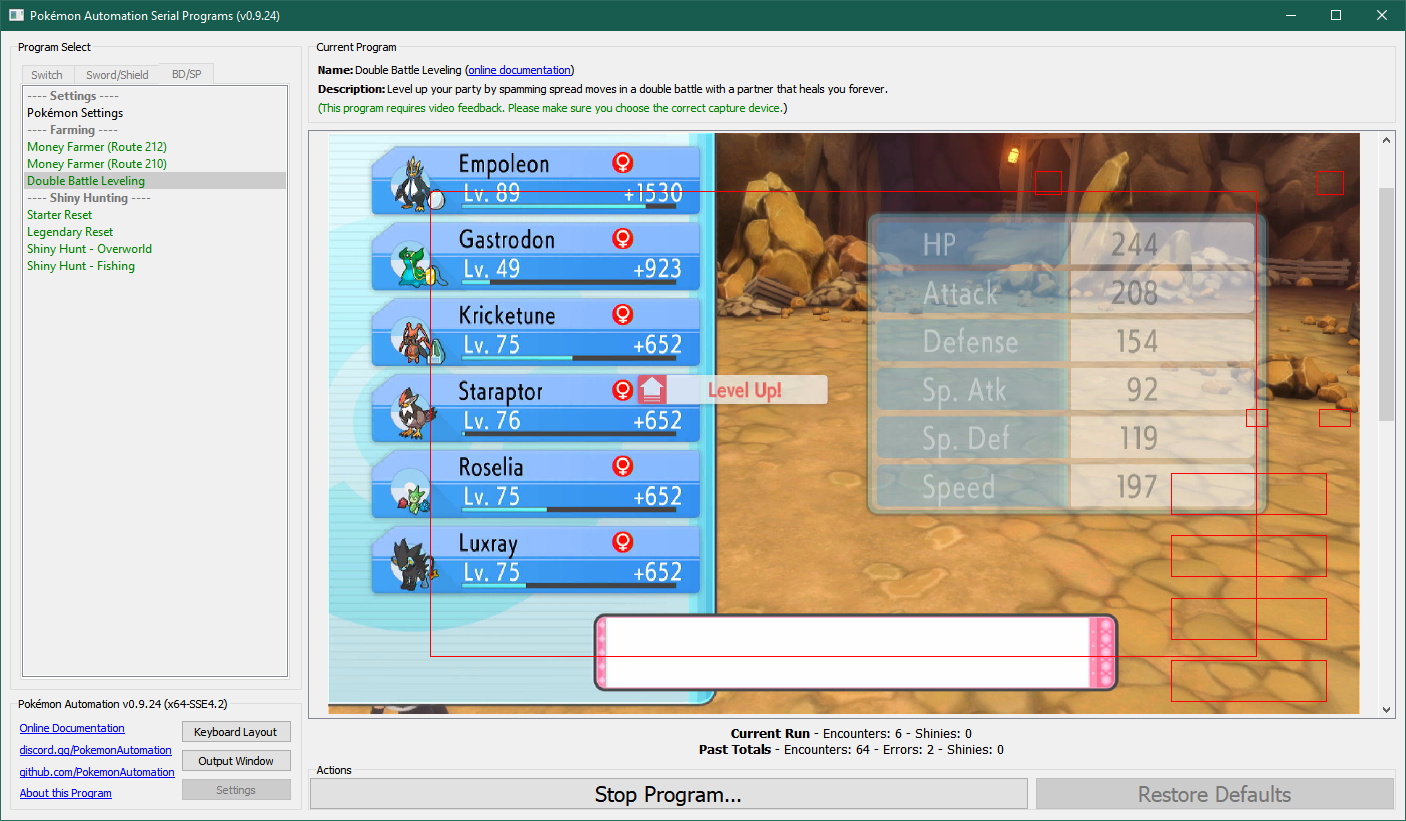 Pokémon Automation Serial Programs (v0.9.24)
Program Select
Switch Sword/Shield BD/SP
---- Settings ----
Pokémon Settings
---- Farming ----
Money Farmer (Route 212)
Money Farmer (Route 210)
Double Battle Leveling
---- Shiny Hunting ----
Starter Reset
Legendary Reset
Shiny Hunt - Overworld
Shiny Hunt - Fishing
Pokémon Automation v0.9.24 (x64-SSE4.2)
Online Documentation
discord.gg/PokemonAutomation
github.com/PokemonAutomation
About this Program
Keyboard Layout
Output Window
Settings
Current Program
Name: Double Battle Leveling (online documentation)
Description: Level up your party by spamming spread moves in a double battle with a partner that heals you forever.
(This program requires video feedback. Please make sure you choose the correct capture device.)
Empoleon ♀
Lv. 89 +1530
Gastrodon ♀
Lv. 49 +923
Kricketune ♀
Lv. 75 +652
Staraptor ♀
Level Up!
Lv. 76 +652
Roselia ♀
Lv. 75 +652
Luxray ♀
Lv. 75 +652
HP 244
Attack 208
Defense 154
Sp. Atk 92
Sp. Def 119
Speed 197
Current Run - Encounters: 6 - Shinies: 0
Past Totals - Encounters: 64 - Errors: 2 - Shinies: 0
Actions
Stop Program...
Restore Defaults